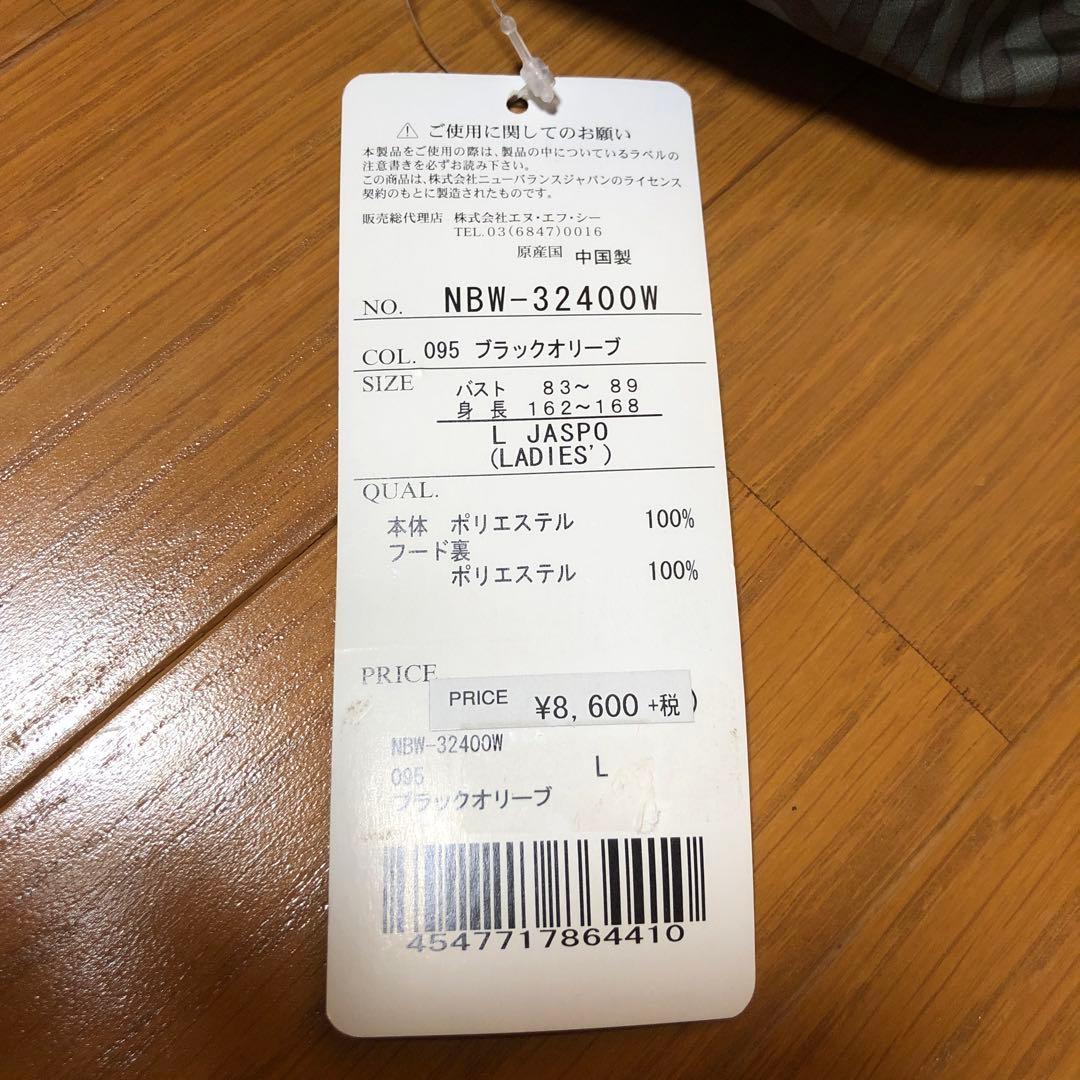 ⚠ ご使用に関してのお願い
本製品をご使用の際は、製品の中についているラベルの
注意書きを必ずお読み下さい。
この商品は、株式会社ニューバランスジャパンのライセンス
契約のもとに製造されたものです。
販売総代理店 株式会社エヌ・エフ・シー
TEL.03(6847)0016
原産国 中国製
NO. NBW-32400W
COL. 095 ブラックオリーブ
SIZE バスト 83〜 89
身 長 162〜168
L JASPO
(LADIES')
QUAL.
本体 ポリエステル 100%
フード裏
ポリエステル 100%
PRICE
PRICE ¥8,600 +税 )
NBW-32400W
095 L
ブラックオリーブ
4547717864410